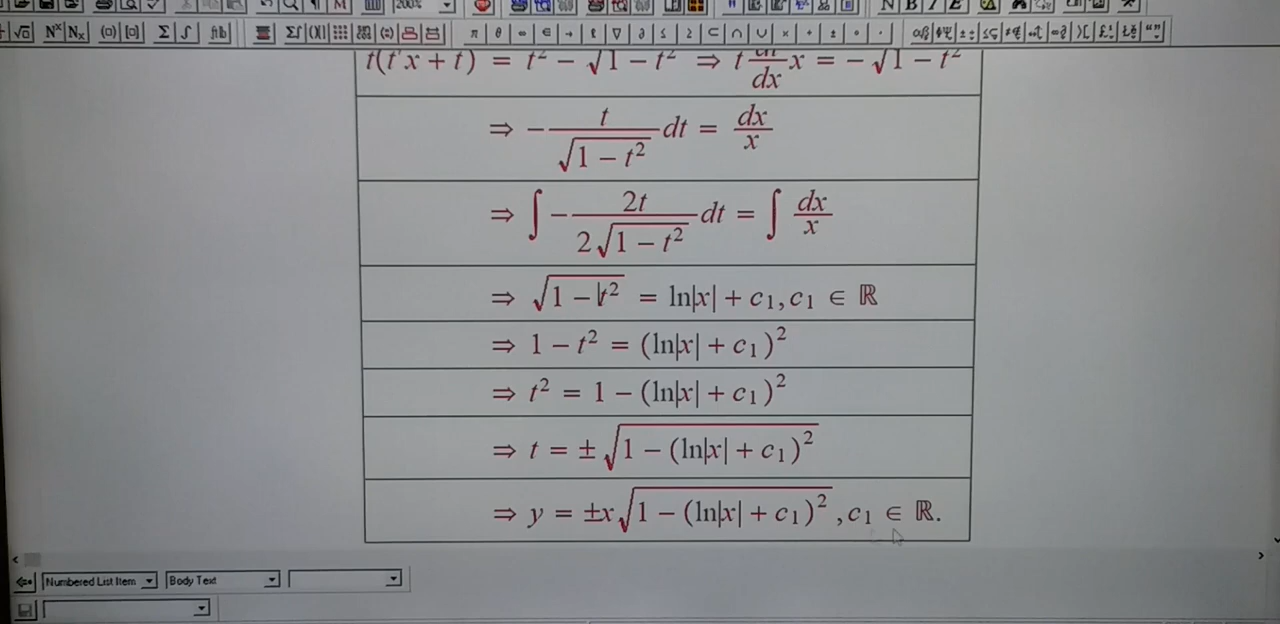 200%
t(t'x + t) = t² − √(1 − t²) ⇒ t dt/dx x = −√(1 − t²)
⇒ − t/√(1 − t²) dt = dx/x
⇒ ∫ − 2t/(2√(1 − t²)) dt = ∫ dx/x
⇒ √(1 − t²) = ln|x| + c₁, c₁ ∈ ℝ
⇒ 1 − t² = (ln|x| + c₁)²
⇒ t² = 1 − (ln|x| + c₁)²
⇒ t = ±√(1 − (ln|x| + c₁)²)
⇒ y = ±x√(1 − (ln|x| + c₁)²), c₁ ∈ ℝ.
Numbered List Item Body Text